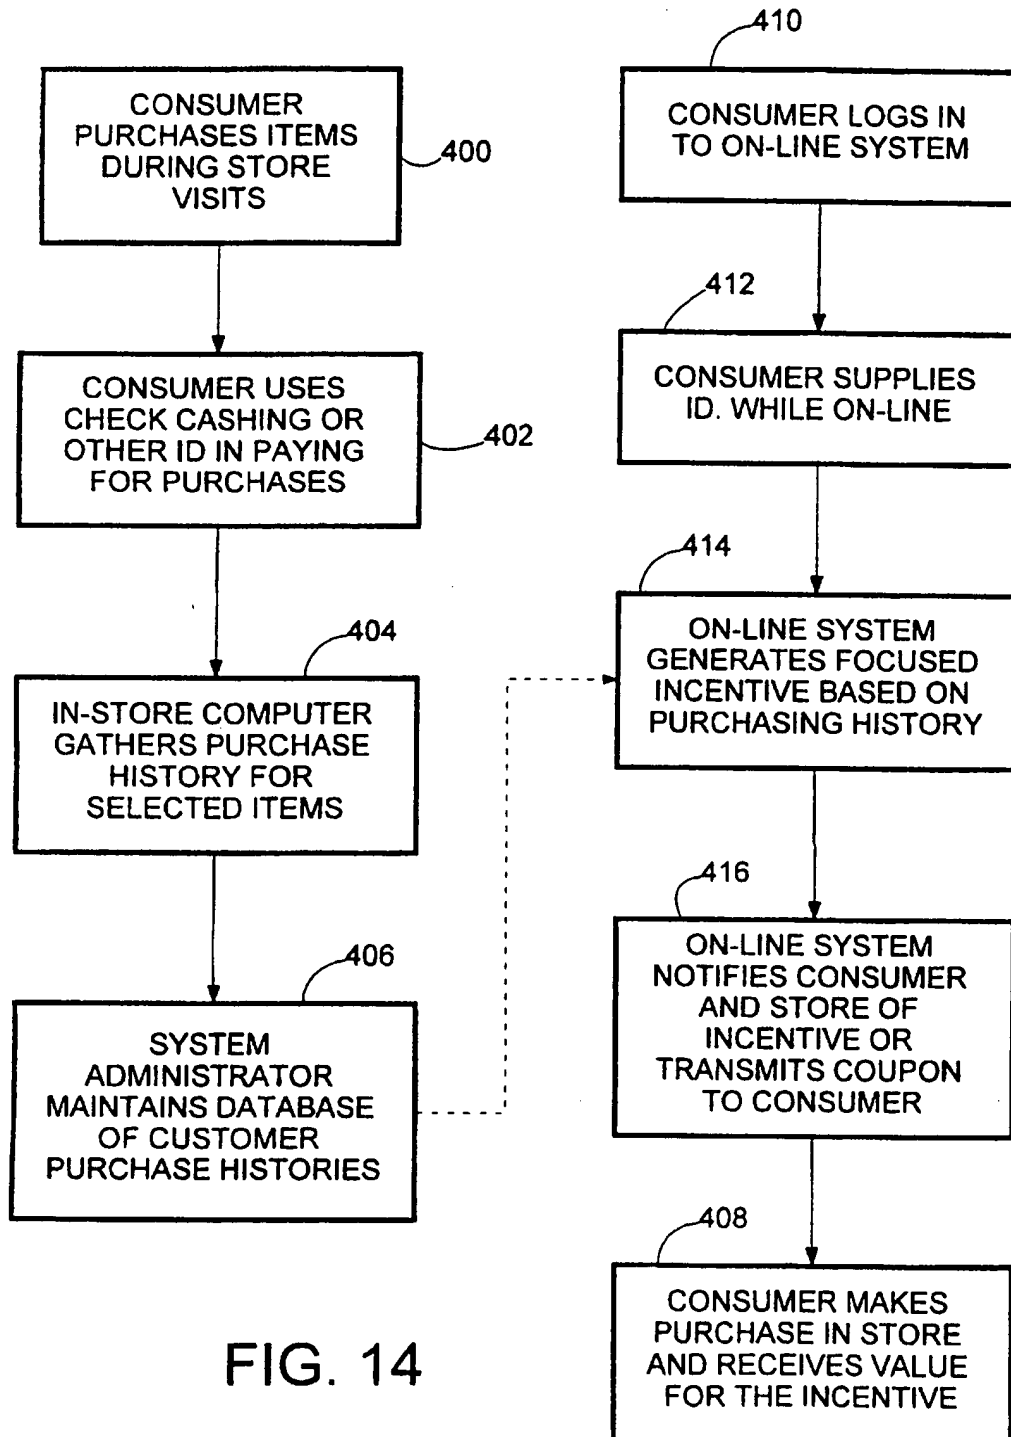 CONSUMER
PURCHASES ITEMS
DURING STORE
VISITS
400
CONSUMER USES
CHECK CASHING OR
OTHER ID IN PAYING
FOR PURCHASES
402
404
IN-STORE COMPUTER
GATHERS PURCHASE
HISTORY FOR
SELECTED ITEMS
406
SYSTEM
ADMINISTRATOR
MAINTAINS DATABASE
OF CUSTOMER
PURCHASE HISTORIES
410
CONSUMER LOGS IN
TO ON-LINE SYSTEM
412
CONSUMER SUPPLIES
ID. WHILE ON-LINE
414
ON-LINE SYSTEM
GENERATES FOCUSED
INCENTIVE BASED ON
PURCHASING HISTORY
416
ON-LINE SYSTEM
NOTIFIES CONSUMER
AND STORE OF
INCENTIVE OR
TRANSMITS COUPON
TO CONSUMER
408
CONSUMER MAKES
PURCHASE IN STORE
AND RECEIVES VALUE
FOR THE INCENTIVE
FIG. 14